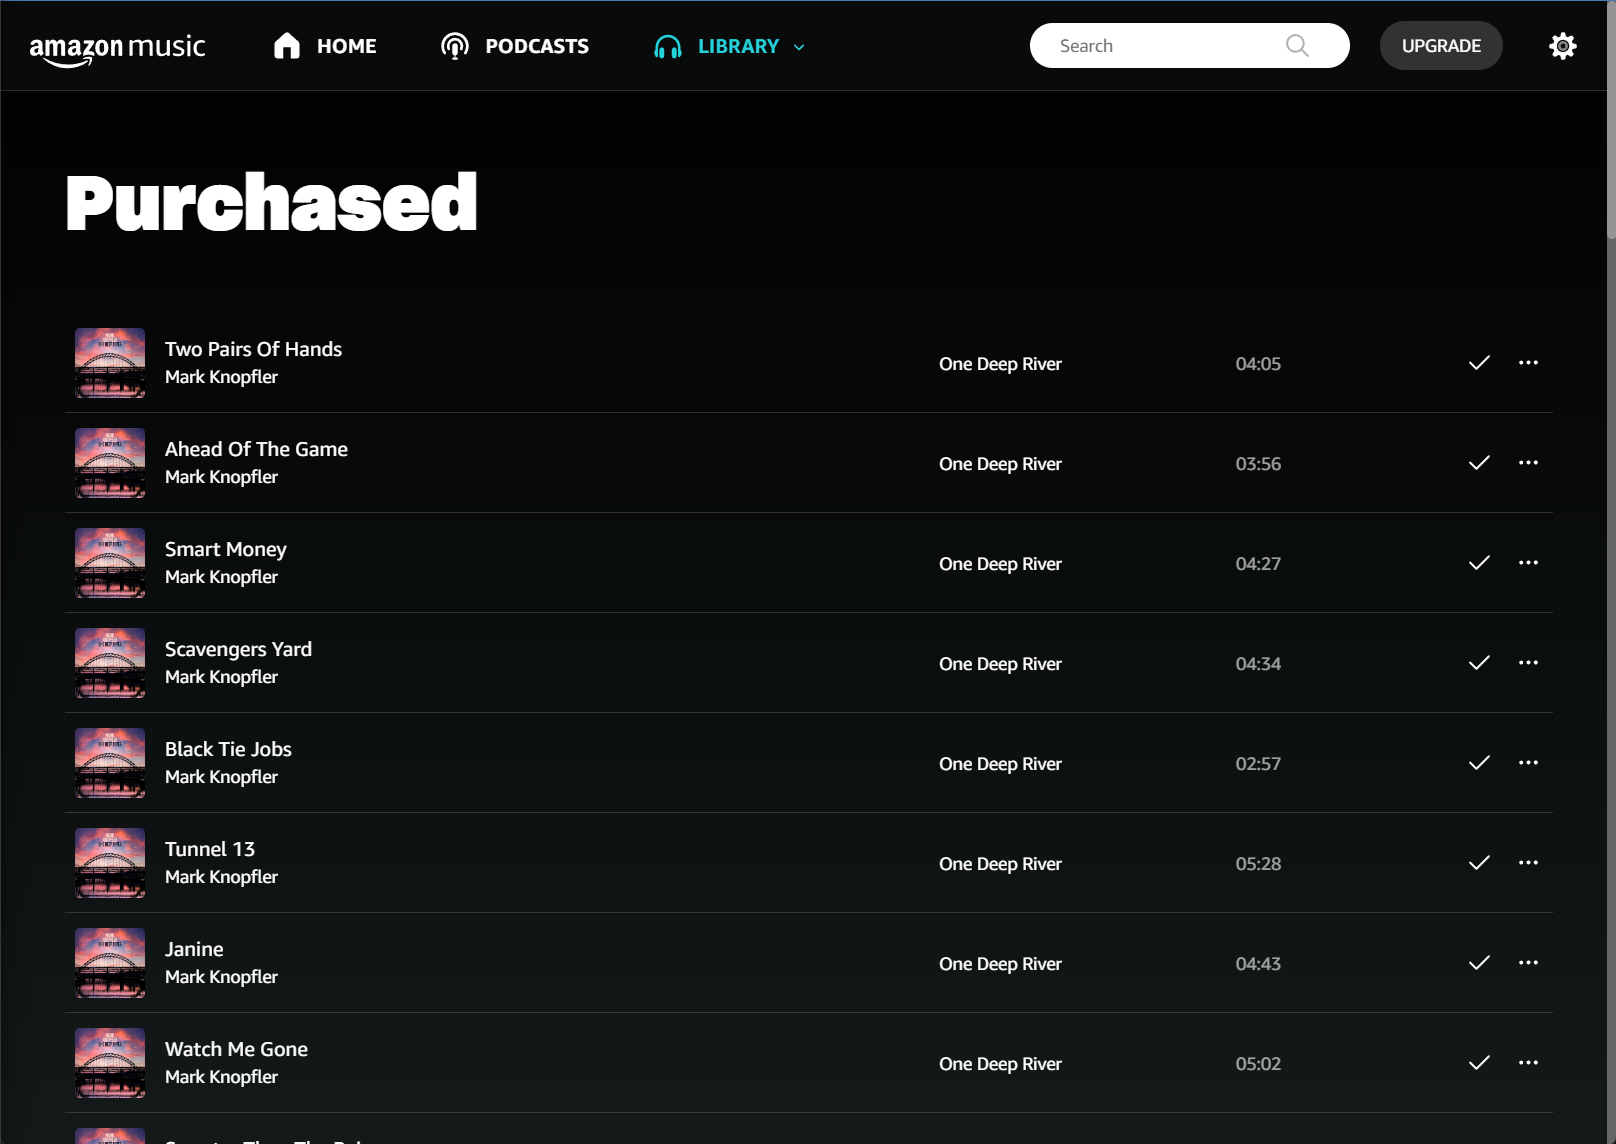 amazon music
HOME
PODCASTS
LIBRARY
Search
UPGRADE
Purchased
Two Pairs Of Hands
Mark Knopfler
One Deep River
04:05
Ahead Of The Game
Mark Knopfler
One Deep River
03:56
Smart Money
Mark Knopfler
One Deep River
04:27
Scavengers Yard
Mark Knopfler
One Deep River
04:34
Black Tie Jobs
Mark Knopfler
One Deep River
02:57
Tunnel 13
Mark Knopfler
One Deep River
05:28
Janine
Mark Knopfler
One Deep River
04:43
Watch Me Gone
Mark Knopfler
One Deep River
05:02